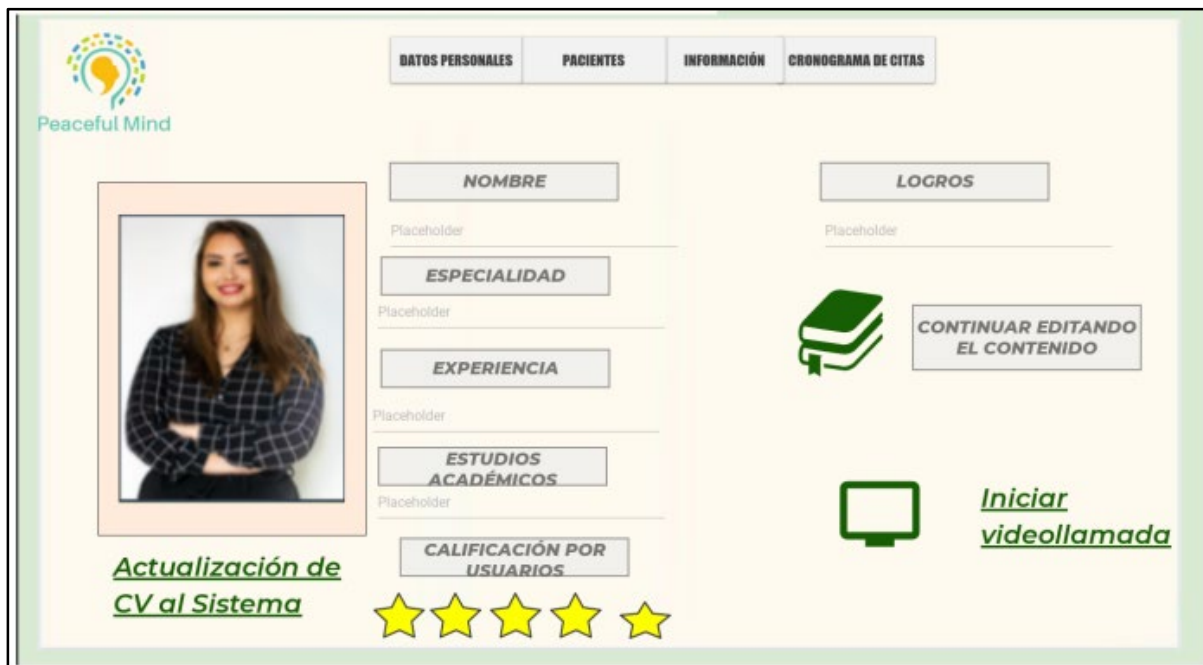 Peaceful Mind
DATOS PERSONALES
PACIENTES
INFORMACIÓN
CRONOGRAMA DE CITAS
NOMBRE
Placeholder
ESPECIALIDAD
Placeholder
EXPERIENCIA
Placeholder
ESTUDIOS
ACADÉMICOS
Placeholder
CALIFICACIÓN POR
USUARIOS
LOGROS
Placeholder
CONTINUAR EDITANDO
EL CONTENIDO
Iniciar
videollamada
Actualización de
CV al Sistema